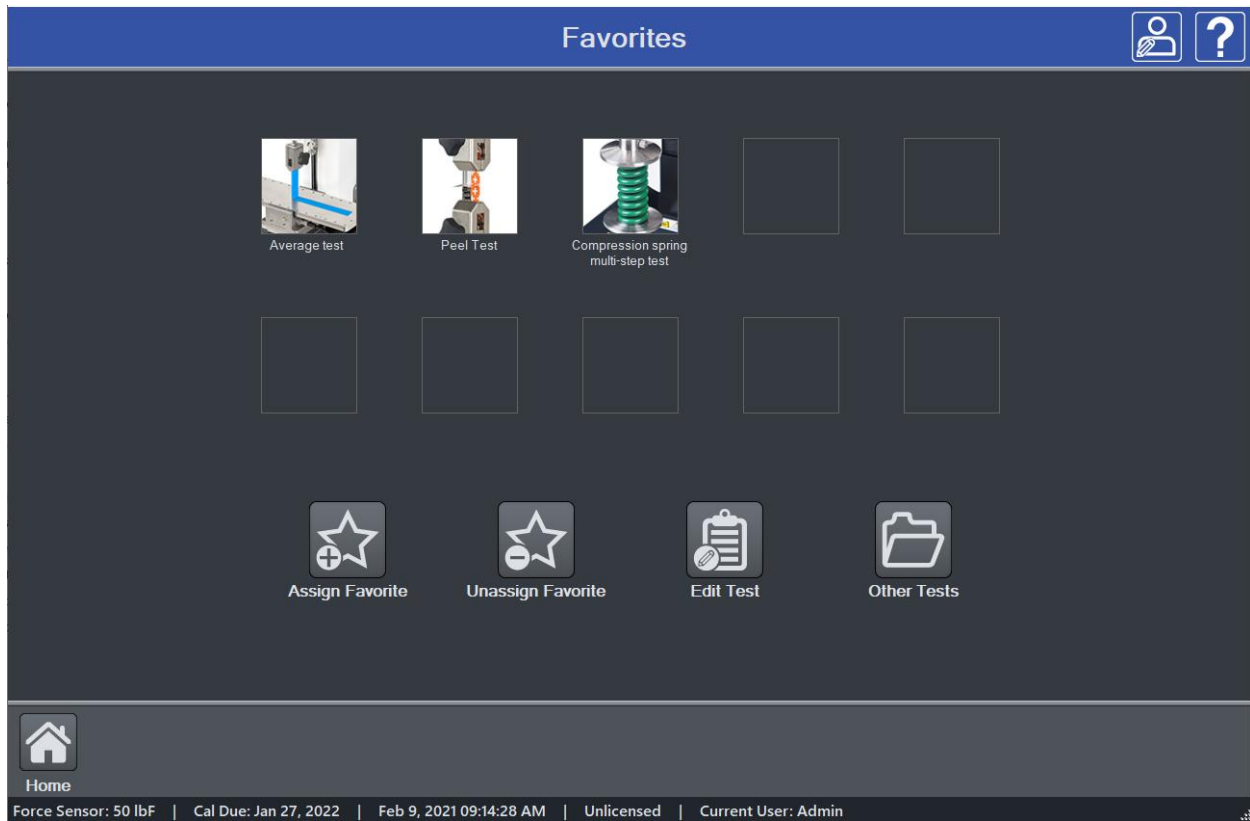 Favorites
?
Average test
Peel Test
Compression spring
multi-step test
Assign Favorite
Unassign Favorite
Edit Test
Other Tests
Home
Force Sensor: 50 lbF | Cal Due: Jan 27, 2022 | Feb 9, 2021 09:14:28 AM | Unlicensed | Current User: Admin